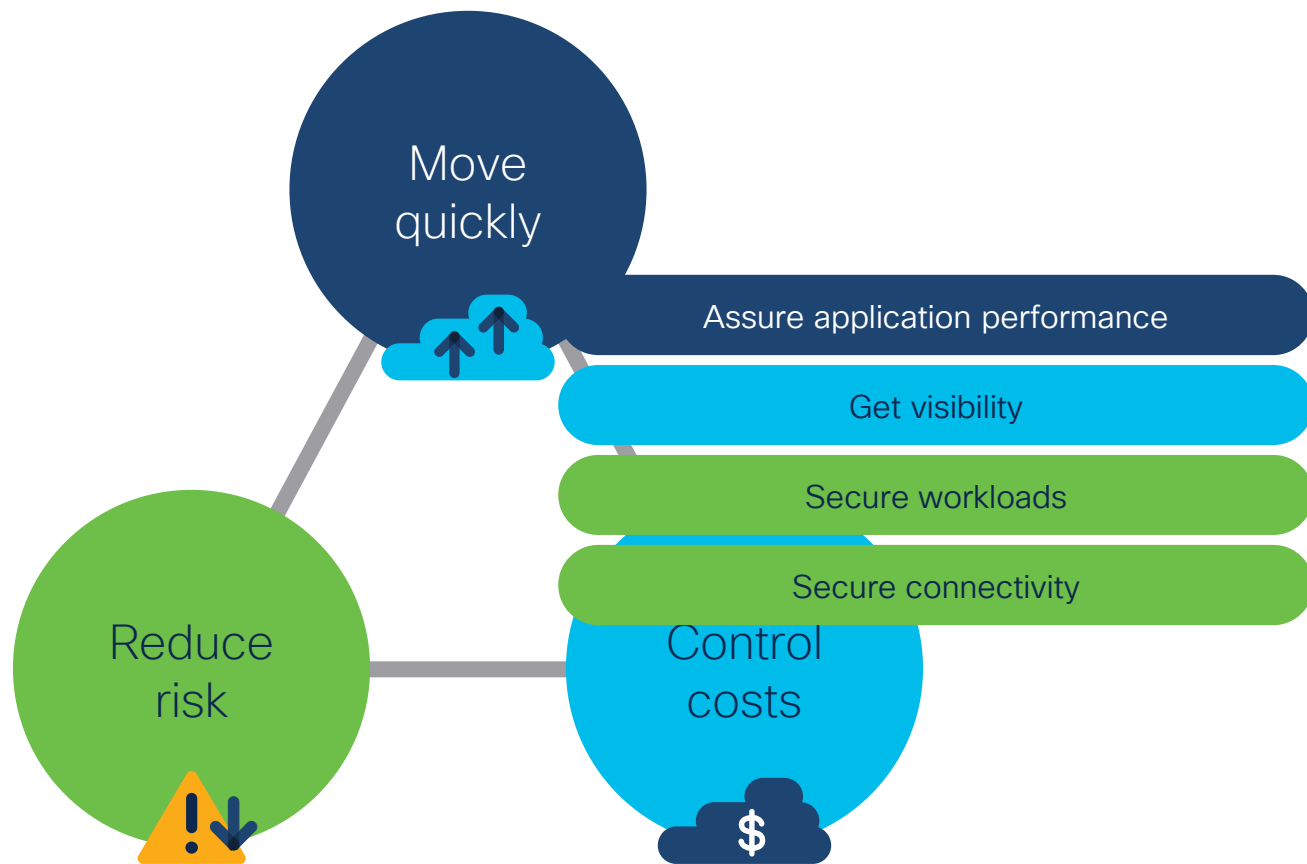 Move
quickly
Assure application performance
Get visibility
Secure workloads
Secure connectivity
Reduce
risk
Control
costs
$